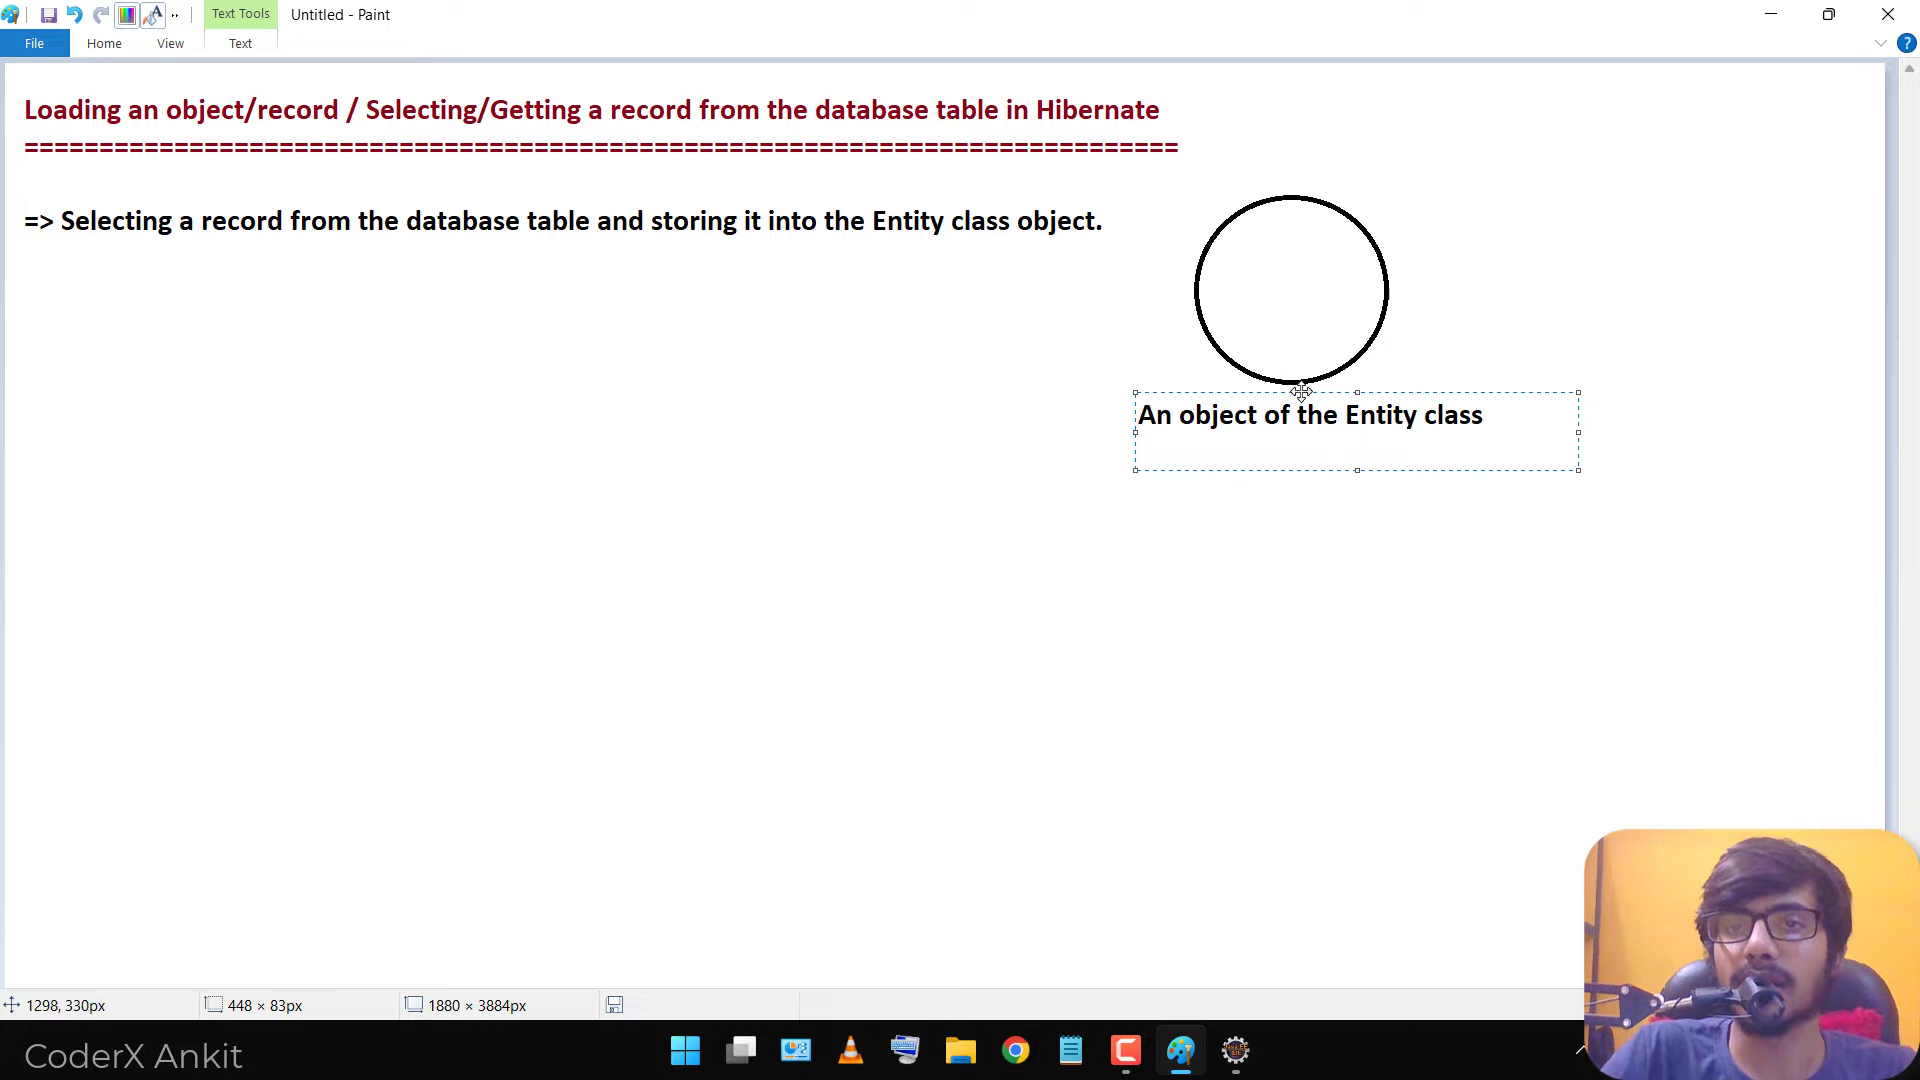 Text Tools
Untitled - Paint
File
Home
View
Text
?
Loading an object/record / Selecting/Getting a record from the database table in Hibernate
=============================================================================
=> Selecting a record from the database table and storing it into the Entity class object.
An object of the Entity class
1298, 330px
448 × 83px
1880 × 3884px
CoderX Ankit